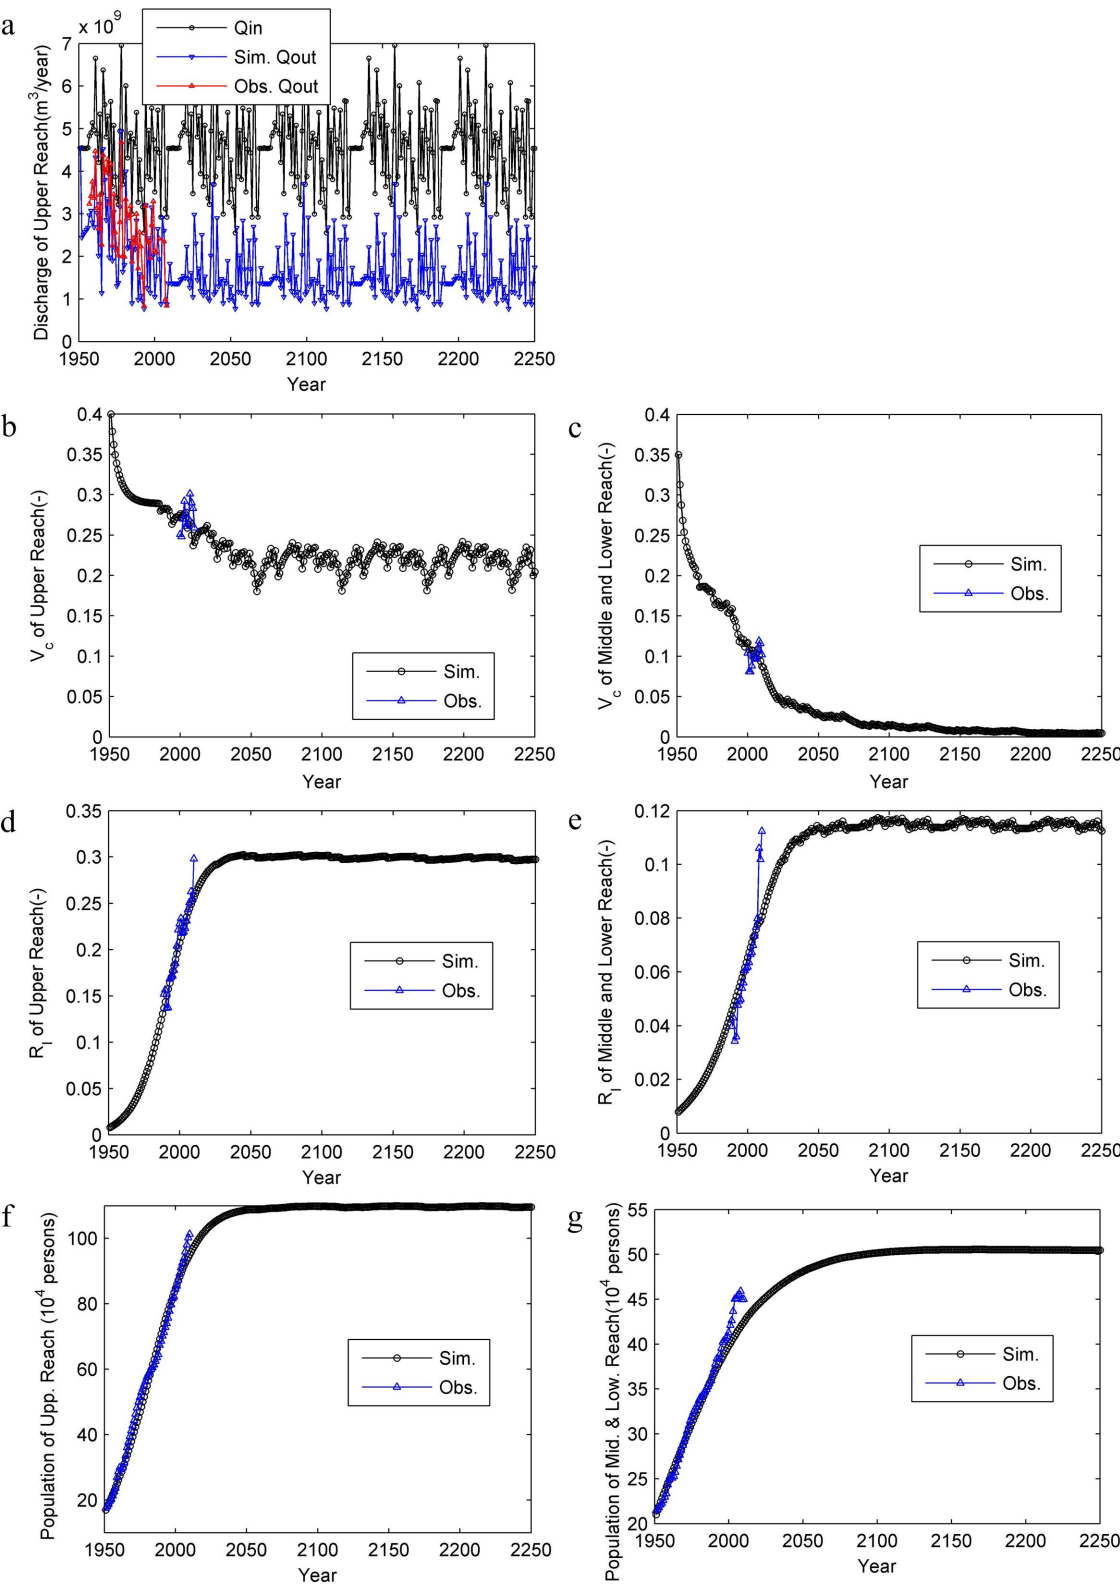 a
x 10^9
Qin
Sim. Qout
Obs. Qout
Discharge of Upper Reach(m^3/year)
7
6
5
4
3
2
1
0
1950 2000 2050 2100 2150 2200 2250
Year
b
V_c of Upper Reach(-)
0.4
0.35
0.3
0.25
0.2
0.15
0.1
0.05
0
Sim.
Obs.
1950 2000 2050 2100 2150 2200 2250
Year
c
V_c of Middle and Lower Reach(-)
0.4
0.35
0.3
0.25
0.2
0.15
0.1
0.05
0
Sim.
Obs.
1950 2000 2050 2100 2150 2200 2250
Year
d
R_I of Upper Reach(-)
0.35
0.3
0.25
0.2
0.15
0.1
0.05
0
Sim.
Obs.
1950 2000 2050 2100 2150 2200 2250
Year
e
R_I of Middle and Lower Reach(-)
0.12
0.1
0.08
0.06
0.04
0.02
0
Sim.
Obs.
1950 2000 2050 2100 2150 2200 2250
Year
f
Population of Upp. Reach (10^4 persons)
100
80
60
40
20
Sim.
Obs.
1950 2000 2050 2100 2150 2200 2250
Year
g
Population of Mid. & Low. Reach(10^4 persons)
55
50
45
40
35
30
25
20
Sim.
Obs.
1950 2000 2050 2100 2150 2200 2250
Year